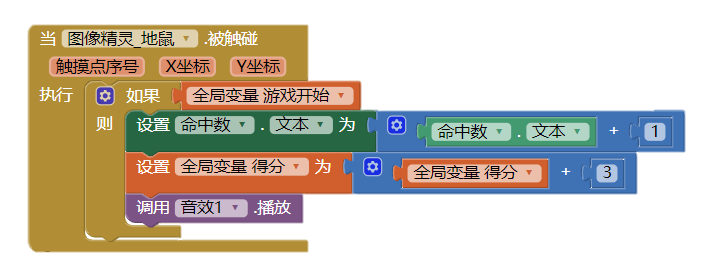 当 图像精灵_地鼠 .被触碰
触摸点序号 X坐标 Y坐标
执行 如果 全局变量 游戏开始
则 设置 命中数 . 文本 为 命中数 . 文本 + 1
设置 全局变量 得分 为 全局变量 得分 + 3
调用 音效1 .播放